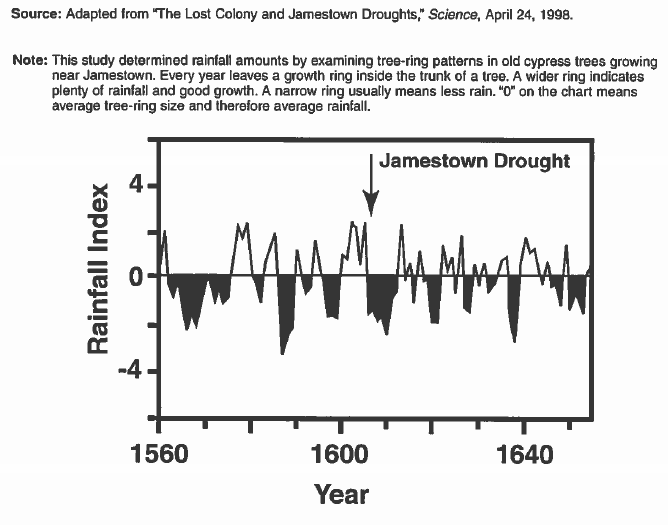 Source: Adapted from "The Lost Colony and Jamestown Droughts," Science, April 24, 1998.
Note: This study determined rainfall amounts by examining tree-ring patterns in old cypress trees growing
near Jamestown. Every year leaves a growth ring inside the trunk of a tree. A wider ring indicates
plenty of rainfall and good growth. A narrow ring usually means less rain. "0" on the chart means
average tree-ring size and therefore average rainfall.
Jamestown Drought
4
0
-4
Rainfall Index
1560 1600 1640
Year